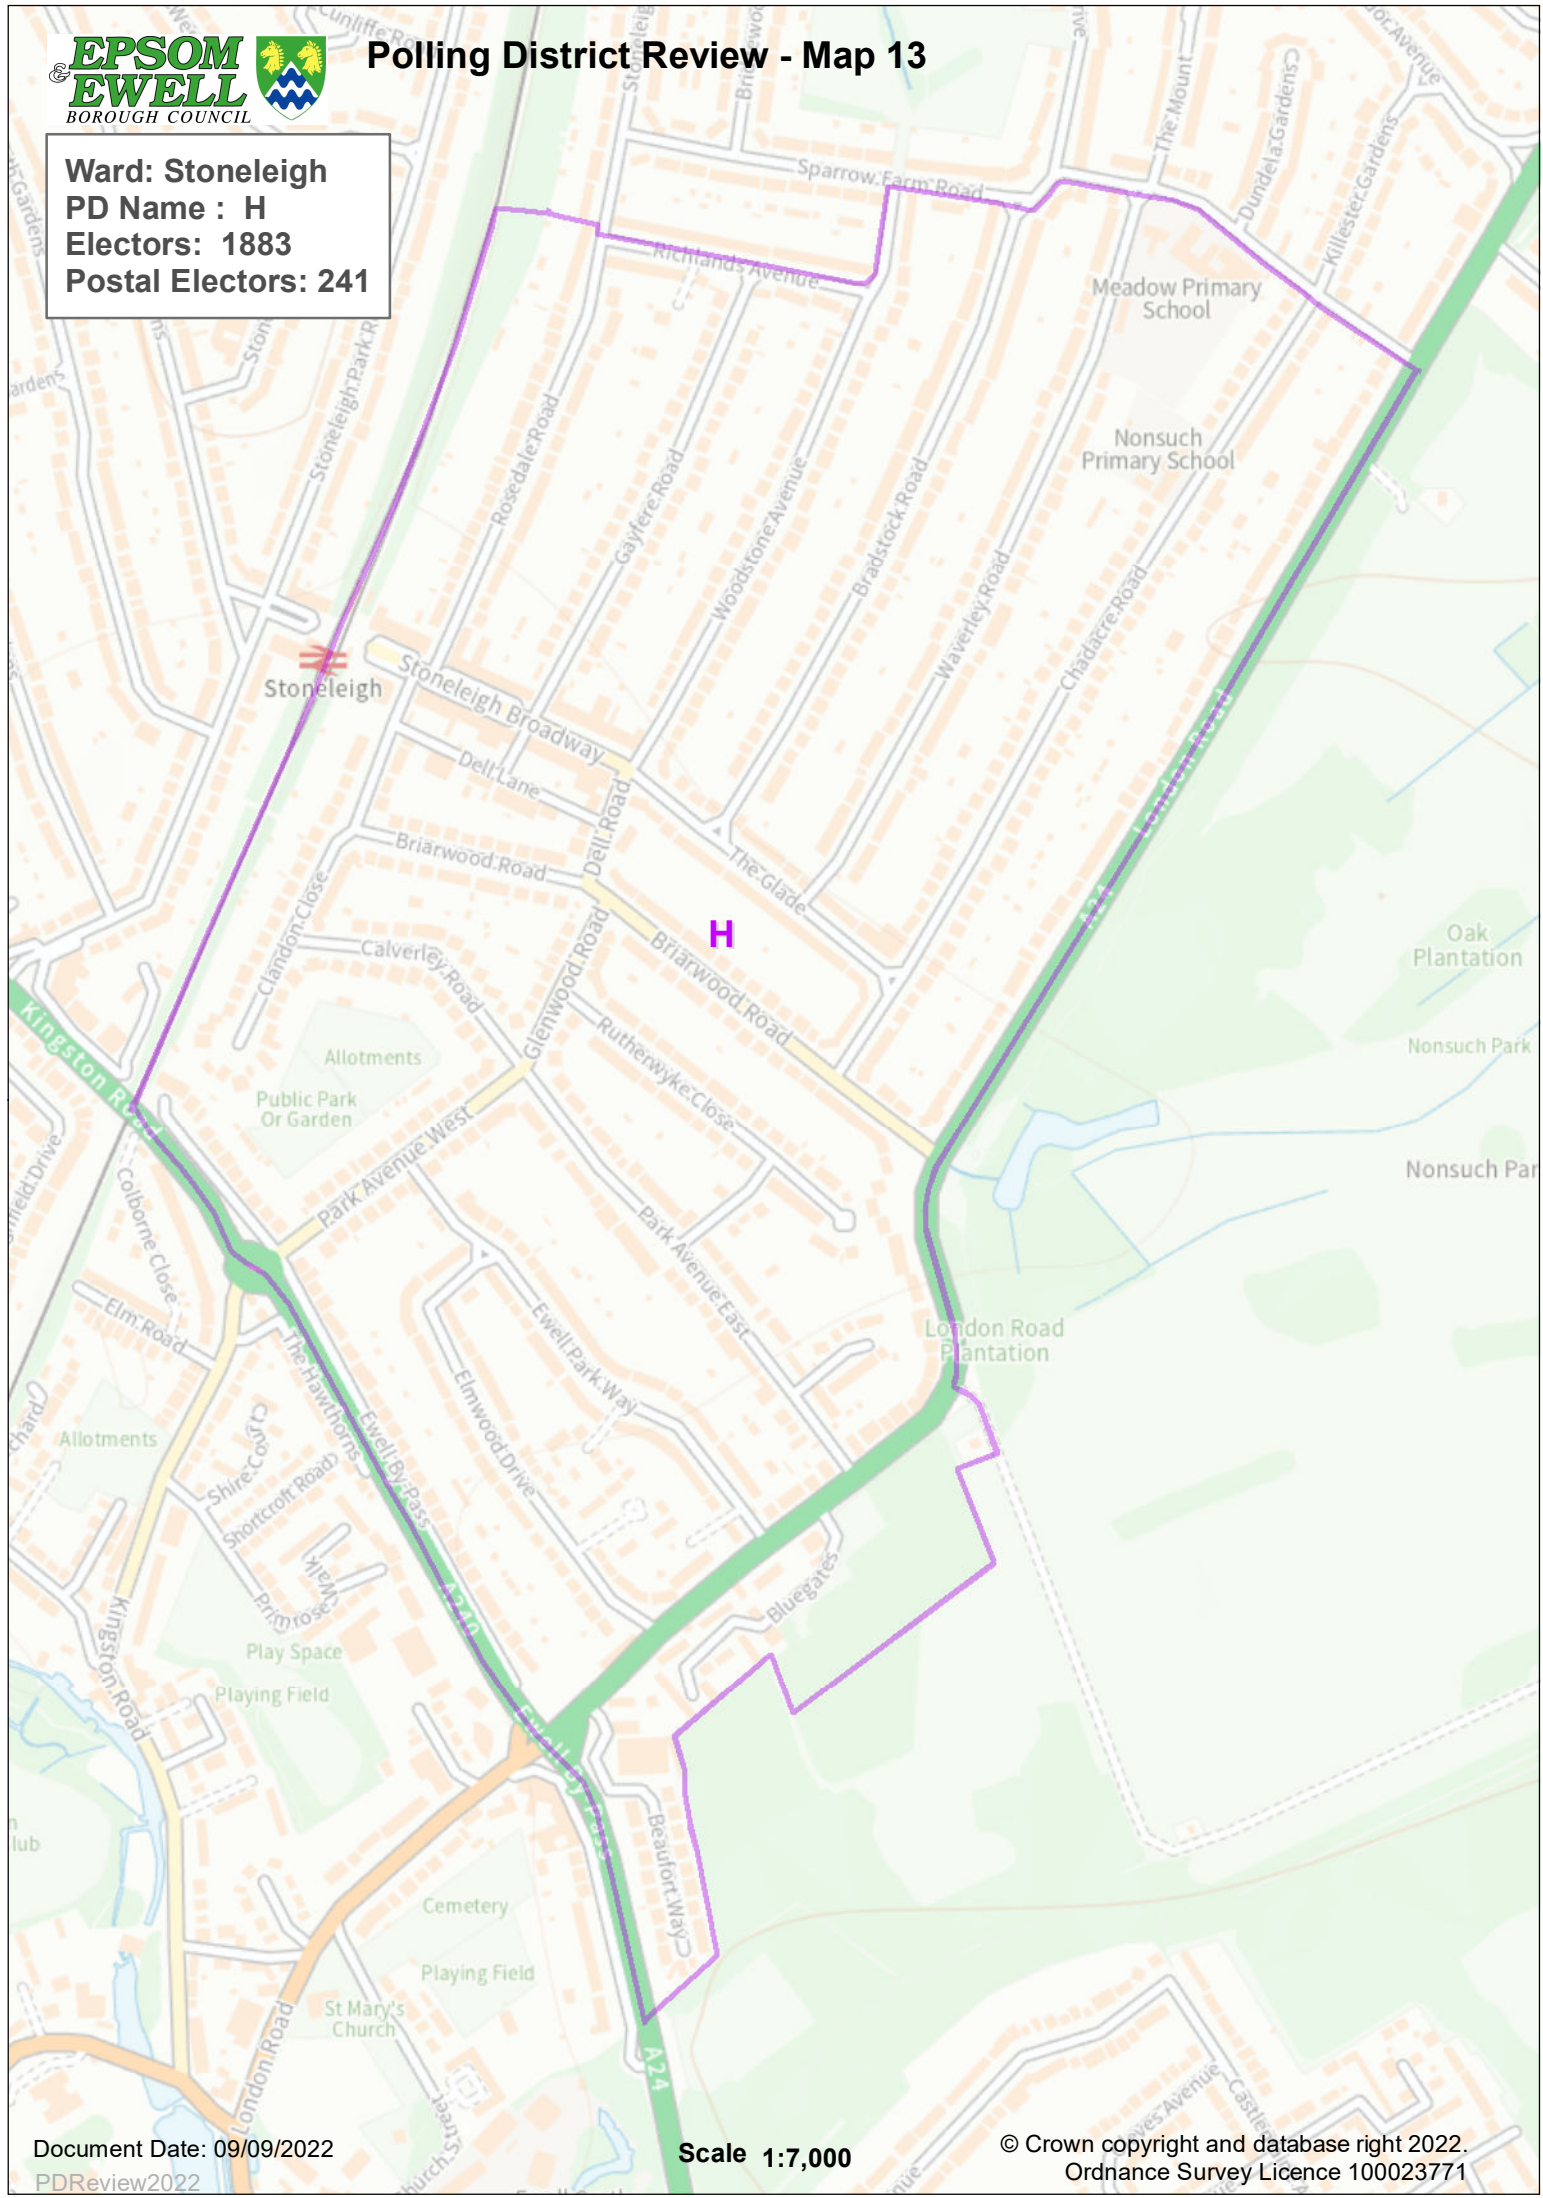 EPSOM
& EWELL
BOROUGH COUNCIL
Polling District Review - Map 13
Ward: Stoneleigh
PD Name : H
Electors: 1883
Postal Electors: 241
The Mount
Dundela Gardens
Killester Gardens
Sparrow Farm Road
Richlands Avenue
Meadow Primary
School
Nonsuch
Primary School
Stoneleigh Park R
Rosedale Road
Gayfere Road
Woodstone Avenue
Bradstock Road
Waverley Road
Chadacre Road
Stoneleigh
Stoneleigh Broadway
Dell Lane
Dell Road
London Road
A24
Briarwood Road
The Glade
Clandon Close
Calverley Road
Glenwood Road
H
Briarwood Road
Oak
Plantation
Kingston Road
Allotments
Rutherwyke Close
Nonsuch Park
Public Park
Or Garden
Park Avenue West
Nonsuch Par
Colborne Close
Park Avenue East
Elm Road
The Hawthorns
Ewell Park Way
London Road
Plantation
Elmwood Drive
Allotments
Shire Court
Ewell By-Pass
Shortcroft Road
Primrose Walk
A240
Bluegates
Kingston Road
Play Space
Playing Field
Ewell By-Pass
Beaufort Way
Cemetery
Playing Field
St Mary's
Church
London Road
A24
Document Date: 09/09/2022
PDReview2022
Scale 1:7,000
© Crown copyright and database right 2022.
Ordnance Survey Licence 100023771